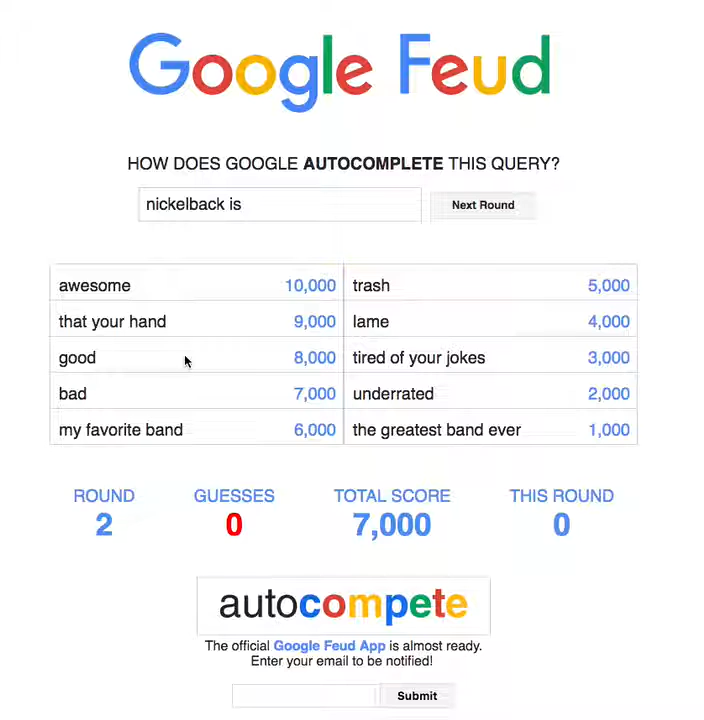 Google Feud
HOW DOES GOOGLE AUTOCOMPLETE THIS QUERY?
nickelback is
Next Round
awesome 10,000 trash 5,000
that your hand 9,000 lame 4,000
good 8,000 tired of your jokes 3,000
bad 7,000 underrated 2,000
my favorite band 6,000 the greatest band ever 1,000
ROUND GUESSES TOTAL SCORE THIS ROUND
2 0 7,000 0
autocompete
The official Google Feud App is almost ready.
Enter your email to be notified!
Submit